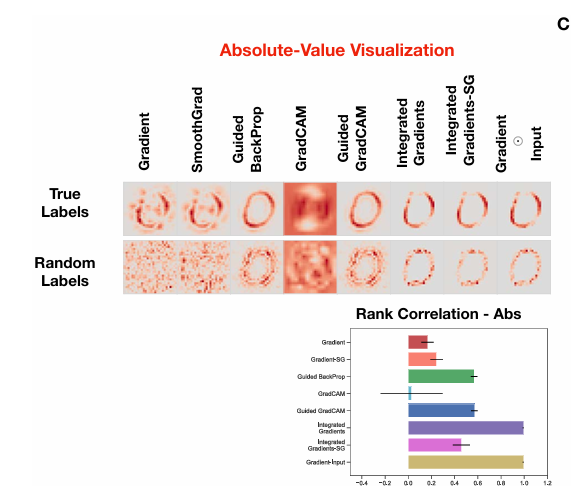 C
Absolute-Value Visualization
Gradient
SmoothGrad
Guided
BackProp
GradCAM
Guided
GradCAM
Integrated
Gradients
Integrated
Gradients-SG
Gradient
⊙
Input
True
Labels
Random
Labels
Rank Correlation - Abs
Gradient
Gradient-SG
Guided BackProp
GradCAM
Guided GradCAM
Integrated
Gradients
Integrated
Gradients-SG
Gradient-Input
−0.4 −0.2 0.0 0.2 0.4 0.6 0.8 1.0 1.2